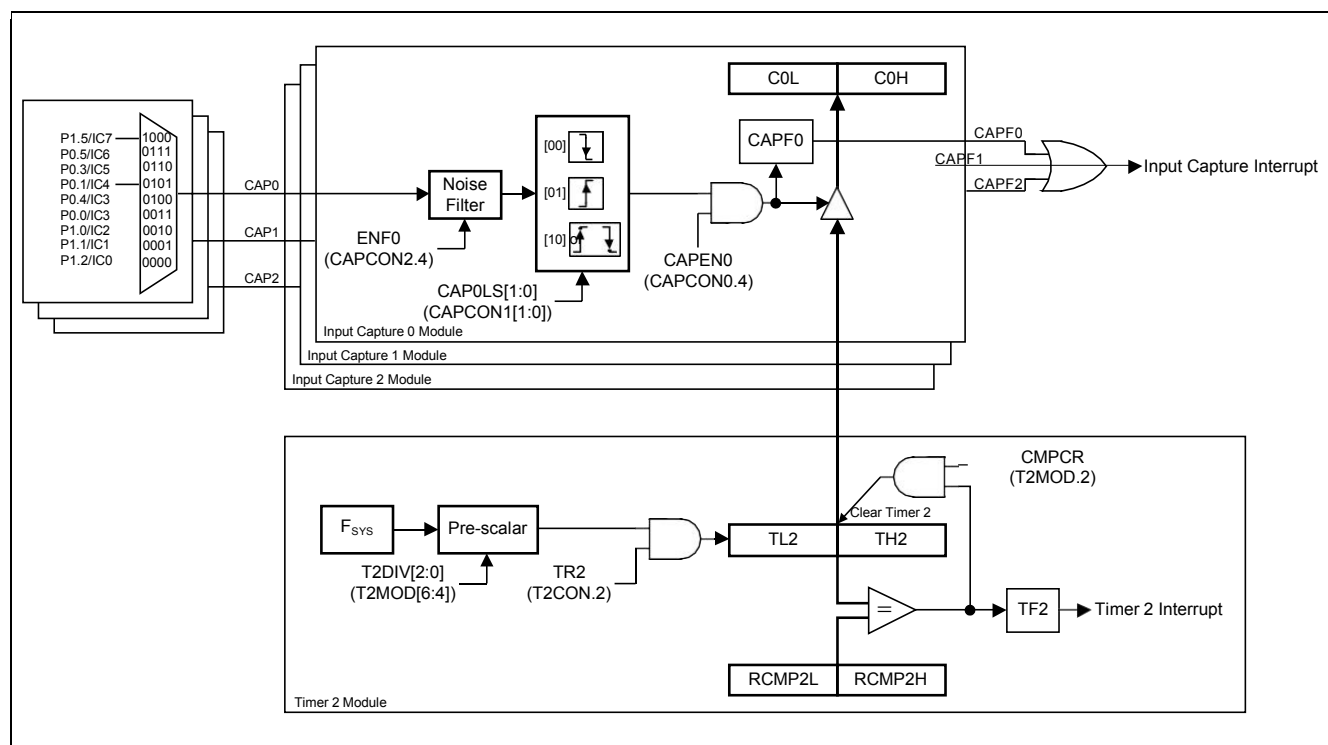 C0L C0H
P1.5/IC7 1000
P0.5/IC6 0111
P0.3/IC5 0110
P0.1/IC4 0101
P0.4/IC3 0100
P0.0/IC3 0011
P1.0/IC2 0010
P1.1/IC1 0001
P1.2/IC0 0000
CAP0
CAP1
CAP2
Noise
Filter
ENF0
(CAPCON2.4)
[00]
[01]
[10] or
CAP0LS[1:0]
(CAPCON1[1:0])
CAPEN0
(CAPCON0.4)
CAPF0
CAPF0
CAPF1
CAPF2
Input Capture Interrupt
Input Capture 0 Module
Input Capture 1 Module
Input Capture 2 Module
CMPCR
(T2MOD.2)
Clear Timer 2
FSYS
Pre-scalar
T2DIV[2:0]
(T2MOD[6:4])
TR2
(T2CON.2)
TL2 TH2
=
TF2
Timer 2 Interrupt
RCMP2L RCMP2H
Timer 2 Module